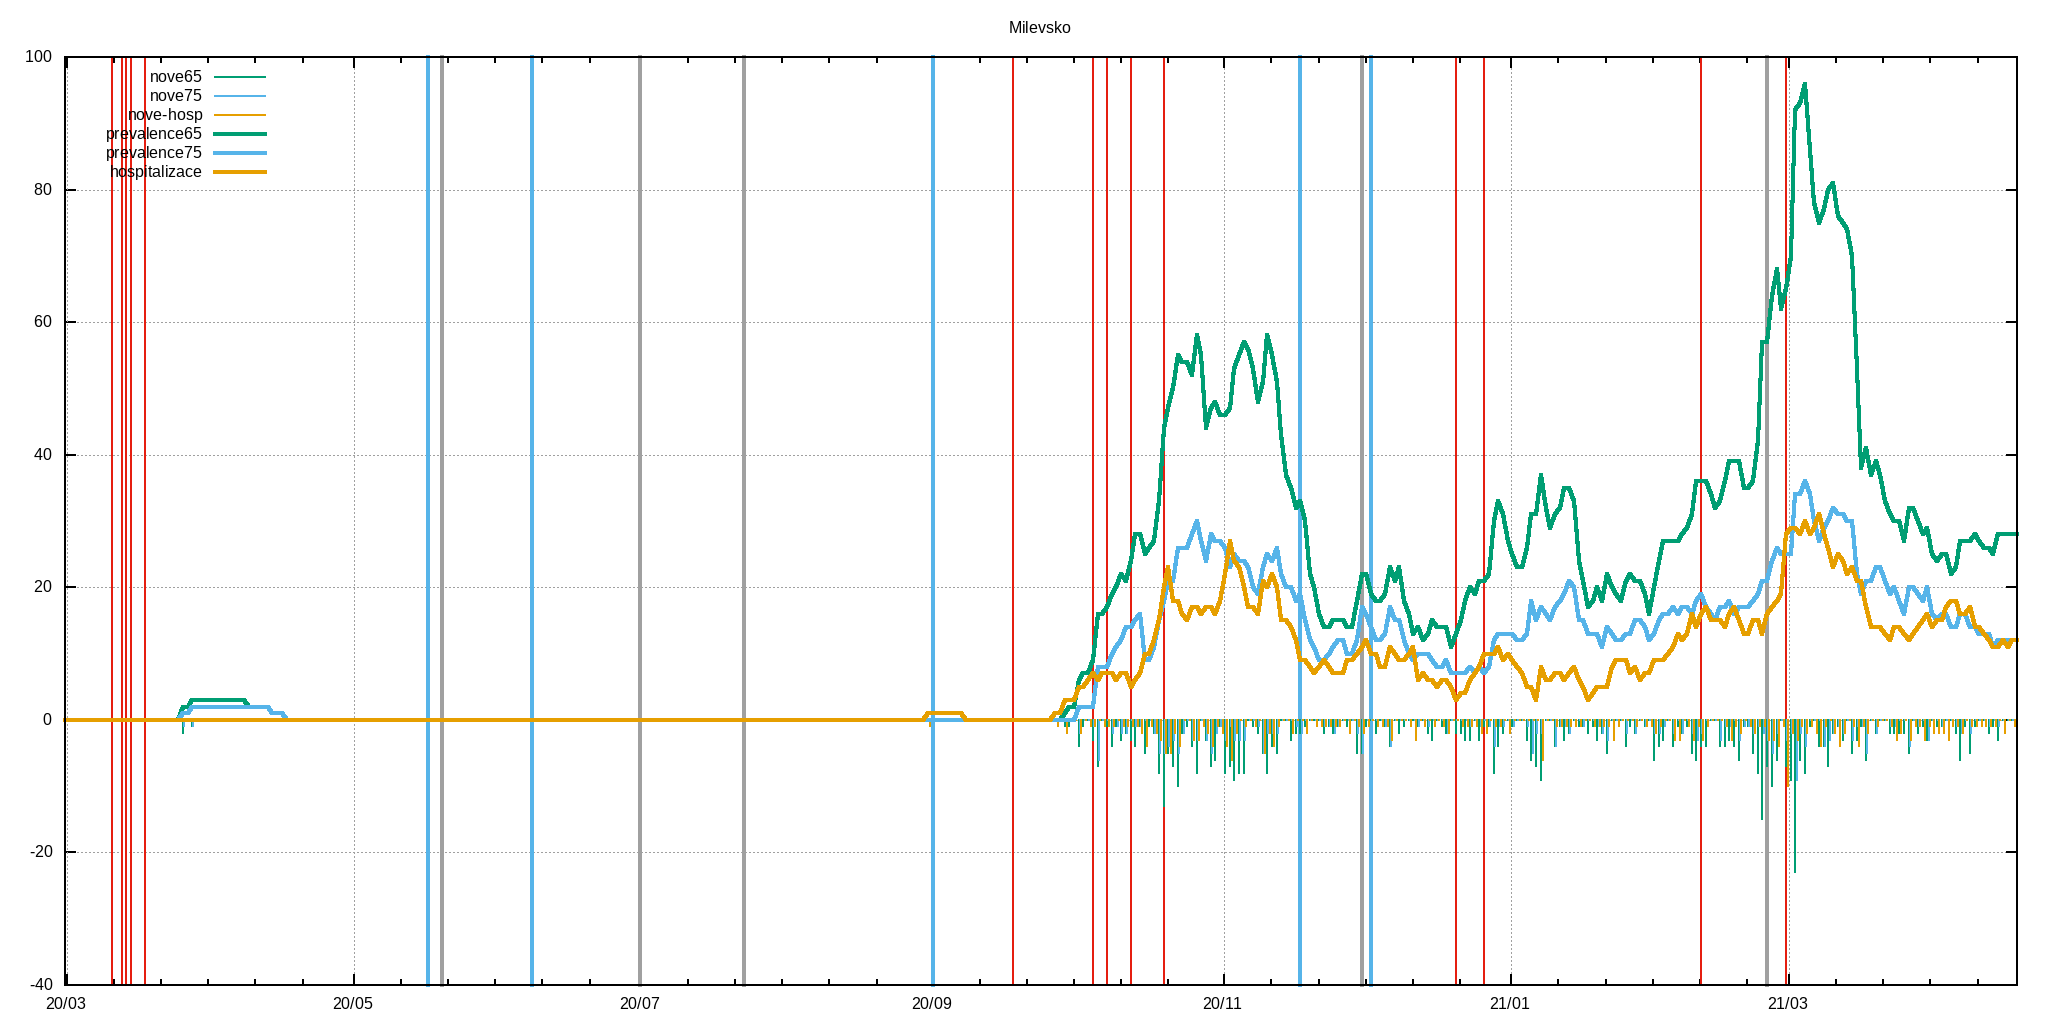 Milevsko
100
80
60
40
20
0
-20
-40
nove65
nove75
nove-hosp
prevalence65
prevalence75
hospitalizace
20/03 20/05 20/07 20/09 20/11 21/01 21/03